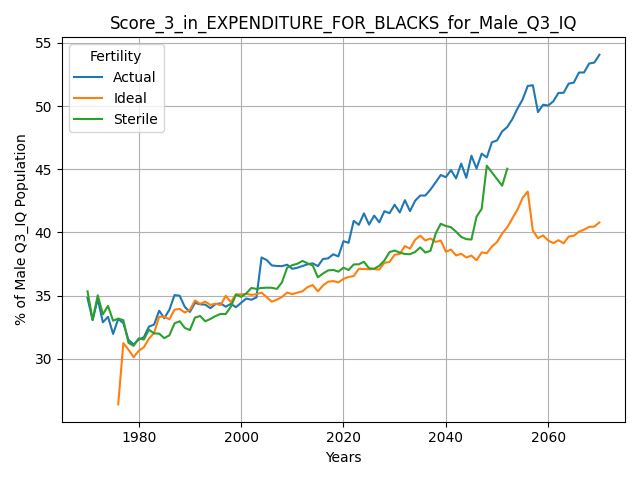 Score_3_in_EXPENDITURE_FOR_BLACKS_for_Male_Q3_IQ
Fertility
Actual
Ideal
Sterile
55
50
45
40
35
30
% of Male Q3_IQ Population
1980
2000
2020
2040
2060
Years